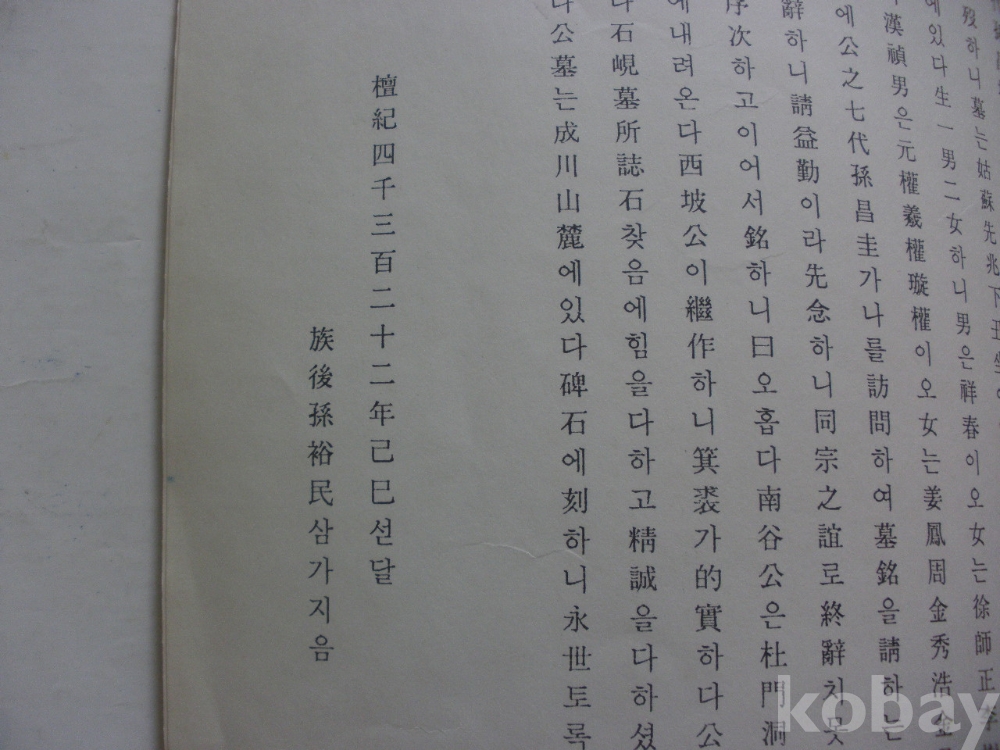 歿하니墓는姑蘇先兆下丑坐
에있다生一男二女하니男은祥春이오女는徐師正
漢禎男은元權羲權璇權이오女는姜鳳周金秀浩金
에公之七代孫昌圭가나를訪問하여墓銘을請하는
辭하니請益勤이라先念하니同宗之誼로終辭치못
序次하고이어서銘하니曰오흡다南谷公은杜門洞
에내려온다西坡公이繼作하니箕裘가的實하다公
石峴墓所誌石찾음에힘을다하고精誠을다하셨
公墓는成川山麓에있다碑石에刻하니永世토록
檀紀四千三百二十二年己巳섣달
族後孫裕民삼가지음
kobay